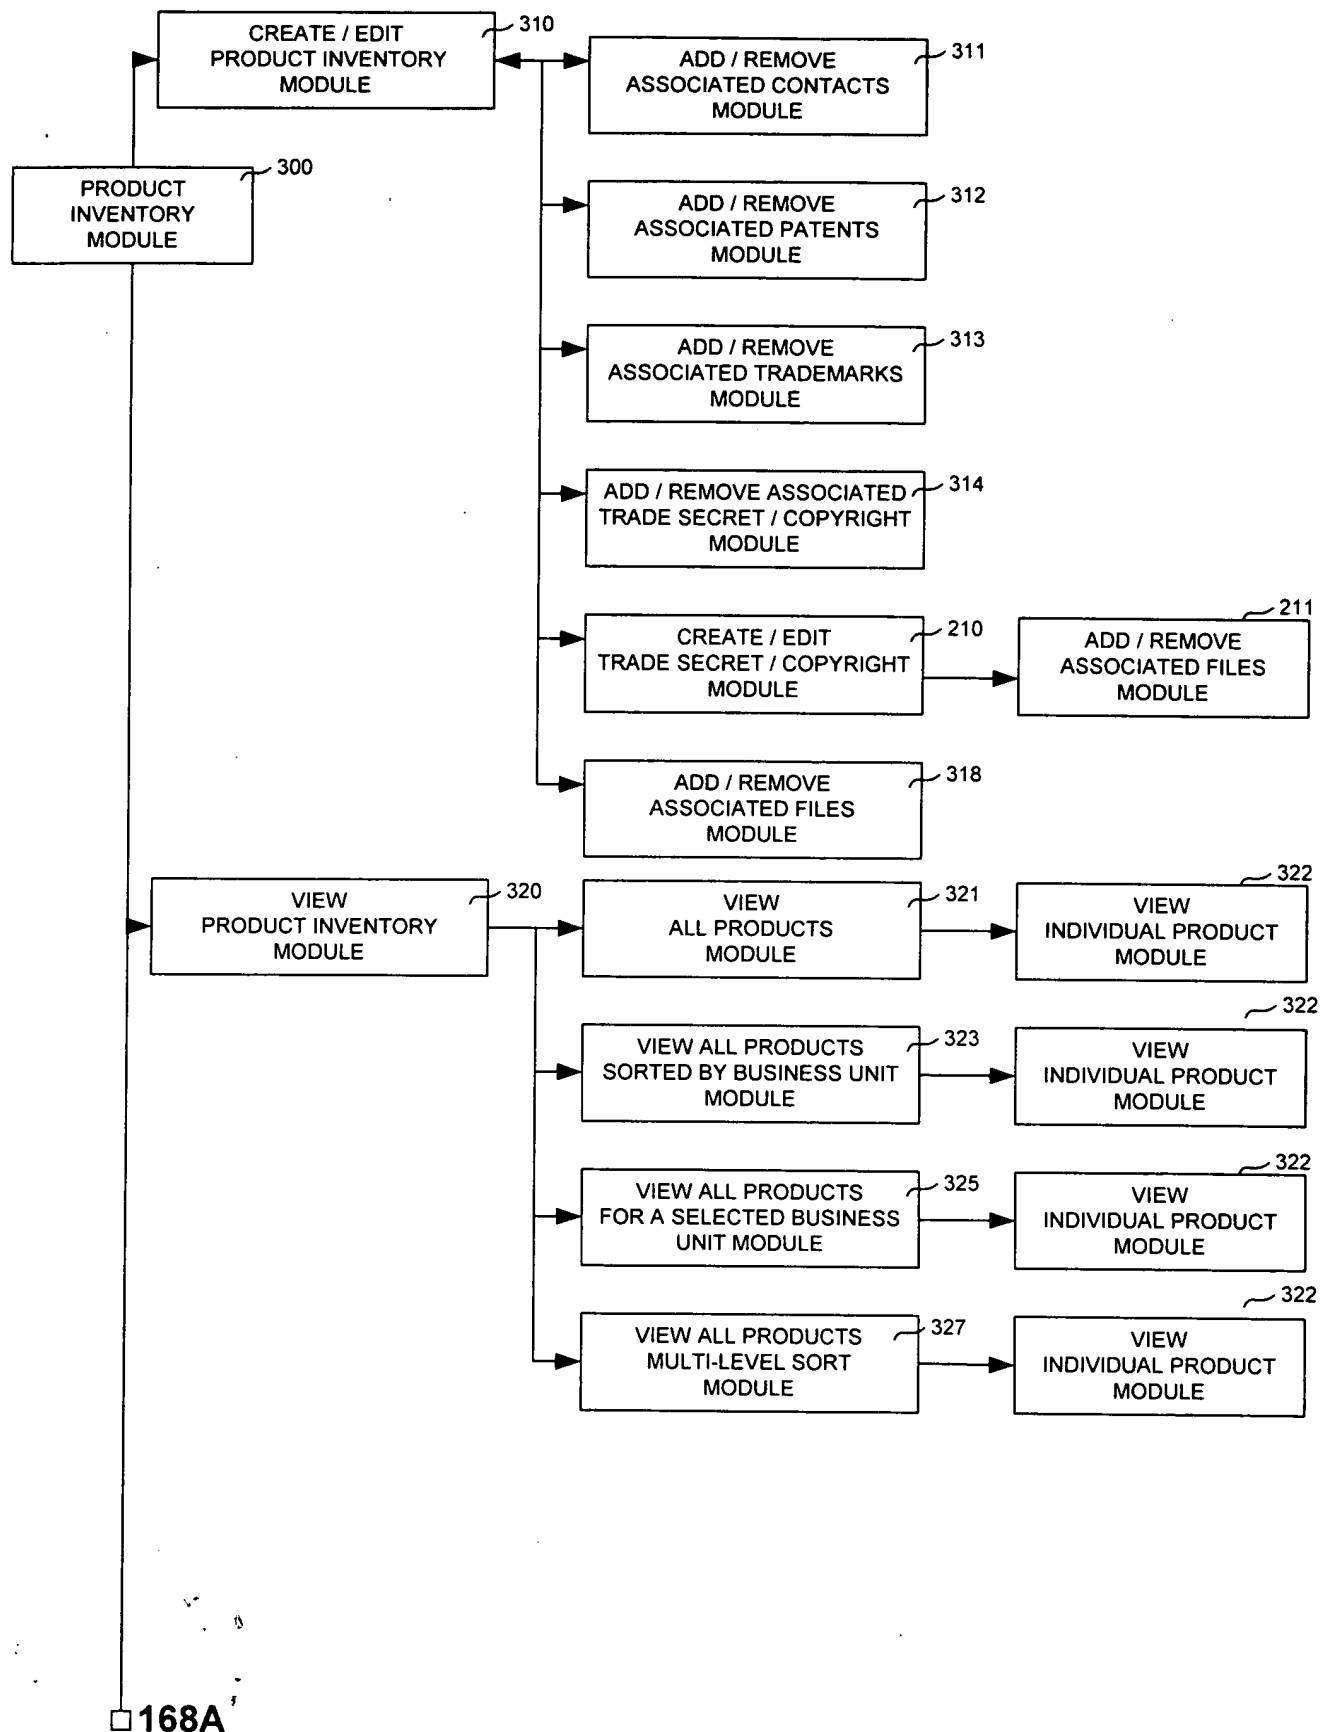 CREATE / EDIT
PRODUCT INVENTORY
MODULE
310
ADD / REMOVE
ASSOCIATED CONTACTS
MODULE
311
PRODUCT
INVENTORY
MODULE
300
ADD / REMOVE
ASSOCIATED PATENTS
MODULE
312
ADD / REMOVE
ASSOCIATED TRADEMARKS
MODULE
313
ADD / REMOVE ASSOCIATED
TRADE SECRET / COPYRIGHT
MODULE
314
CREATE / EDIT
TRADE SECRET / COPYRIGHT
MODULE
210
ADD / REMOVE
ASSOCIATED FILES
MODULE
211
ADD / REMOVE
ASSOCIATED FILES
MODULE
318
VIEW
PRODUCT INVENTORY
MODULE
320
VIEW
ALL PRODUCTS
MODULE
321
VIEW
INDIVIDUAL PRODUCT
MODULE
322
VIEW ALL PRODUCTS
SORTED BY BUSINESS UNIT
MODULE
323
VIEW
INDIVIDUAL PRODUCT
MODULE
322
VIEW ALL PRODUCTS
FOR A SELECTED BUSINESS
UNIT MODULE
325
VIEW
INDIVIDUAL PRODUCT
MODULE
322
VIEW ALL PRODUCTS
MULTI-LEVEL SORT
MODULE
327
VIEW
INDIVIDUAL PRODUCT
MODULE
322
168A